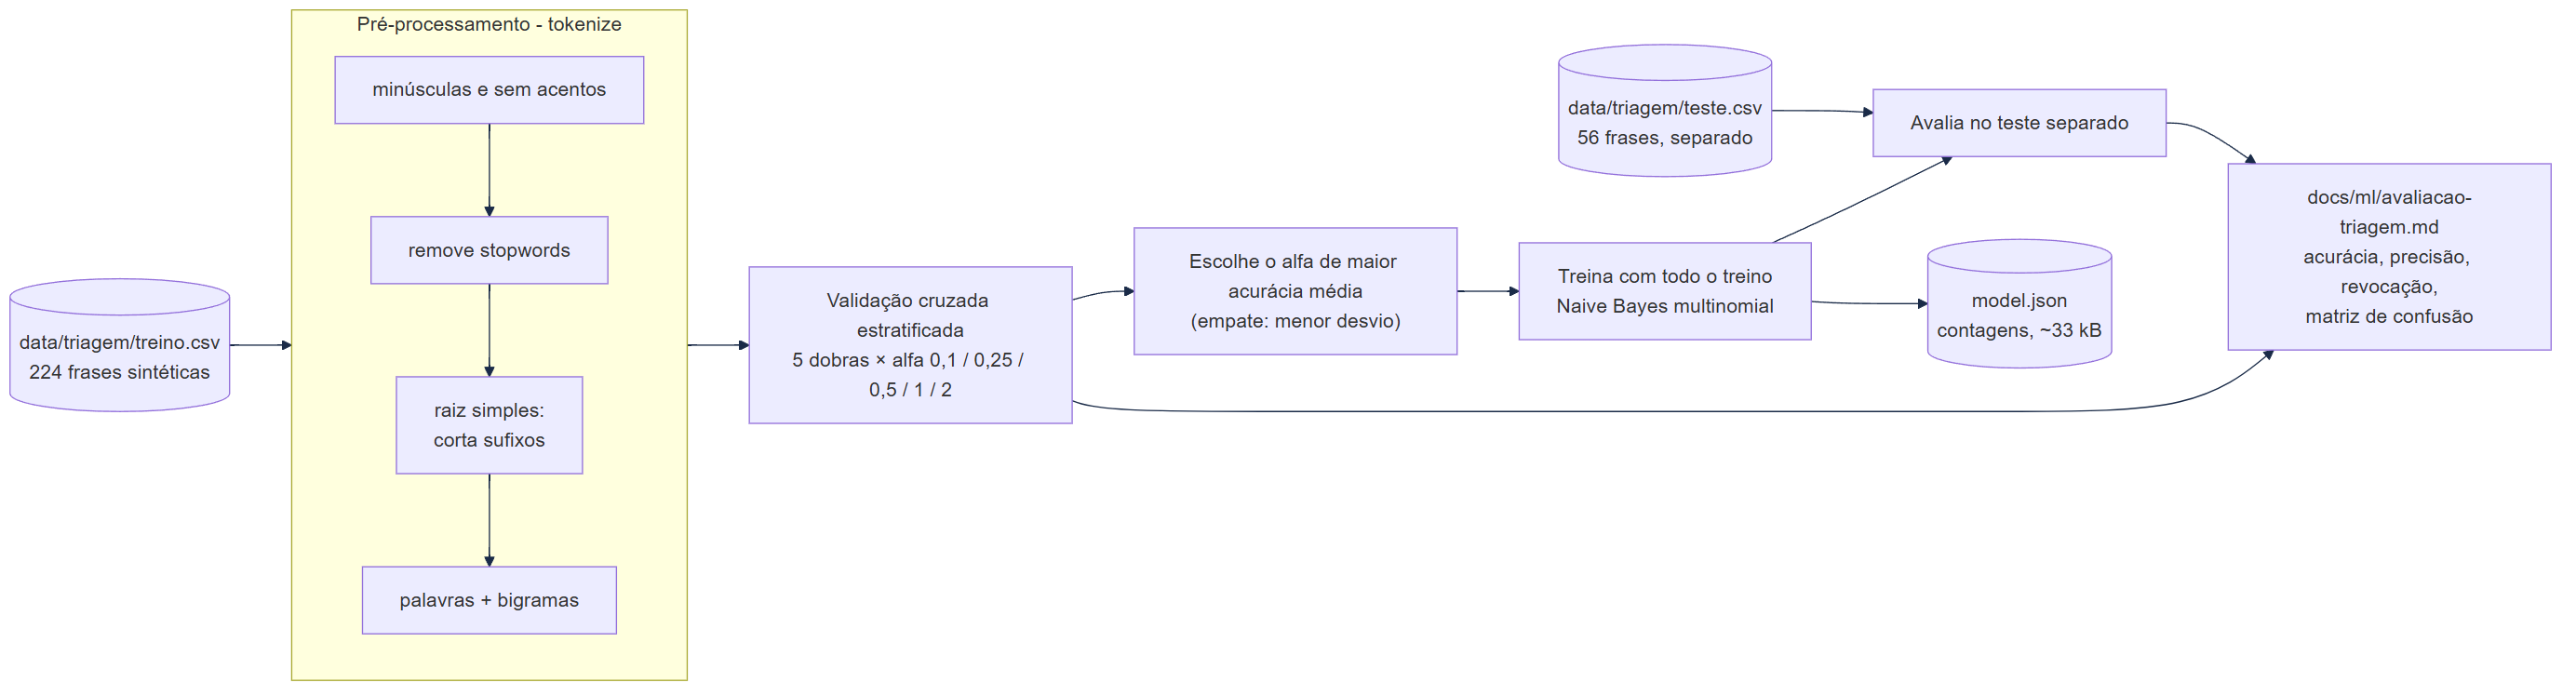 Pré-processamento - tokenize
minúsculas e sem acentos
remove stopwords
raiz simples:
corta sufixos
palavras + bigramas
data/triagem/treino.csv
224 frases sintéticas
Validação cruzada
estratificada
5 dobras × alfa 0,1 / 0,25 /
0,5 / 1 / 2
Escolhe o alfa de maior
acurácia média
(empate: menor desvio)
Treina com todo o treino
Naive Bayes multinomial
data/triagem/teste.csv
56 frases, separado
Avalia no teste separado
model.json
contagens, ~33 kB
docs/ml/avaliacao-
triagem.md
acurácia, precisão,
revocação,
matriz de confusão